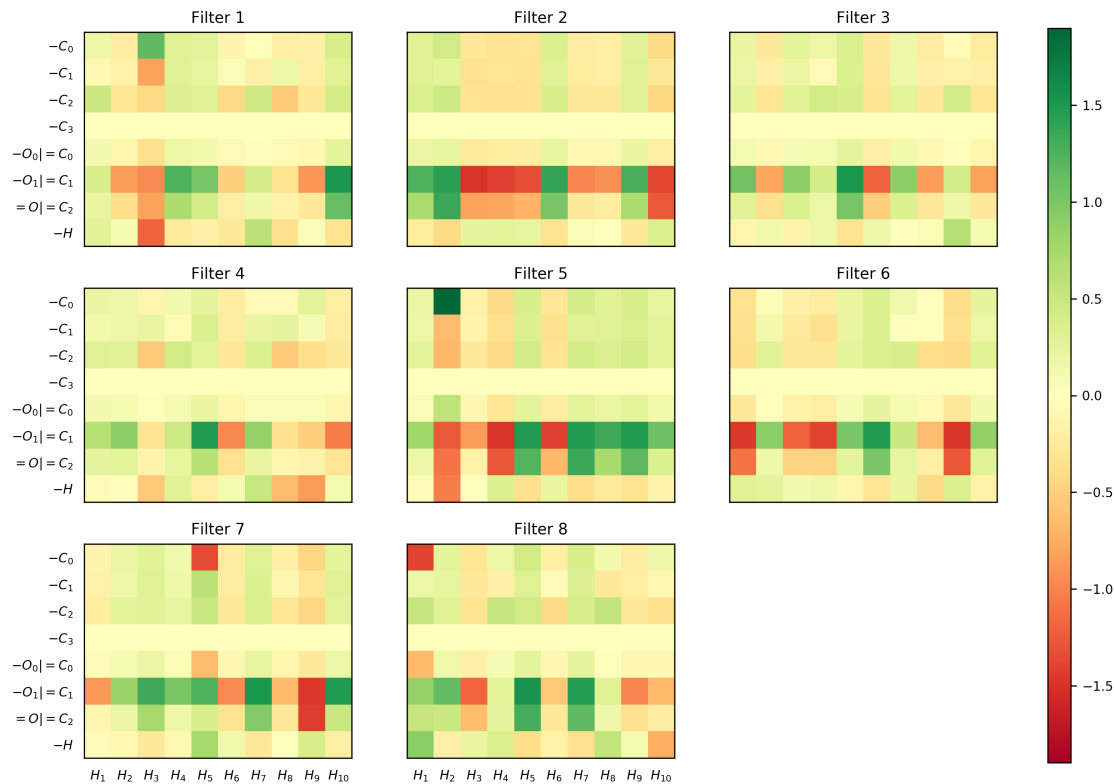 Filter 1
Filter 2
Filter 3
−C₀
−C₁
−C₂
−C₃
−O₀| = C₀
−O₁| = C₁
= O| = C₂
−H
Filter 4
Filter 5
Filter 6
−C₀
−C₁
−C₂
−C₃
−O₀| = C₀
−O₁| = C₁
= O| = C₂
−H
Filter 7
Filter 8
−C₀
−C₁
−C₂
−C₃
−O₀| = C₀
−O₁| = C₁
= O| = C₂
−H
H₁ H₂ H₃ H₄ H₅ H₆ H₇ H₈ H₉ H₁₀
H₁ H₂ H₃ H₄ H₅ H₆ H₇ H₈ H₉ H₁₀
1.5
1.0
0.5
0.0
−0.5
−1.0
−1.5